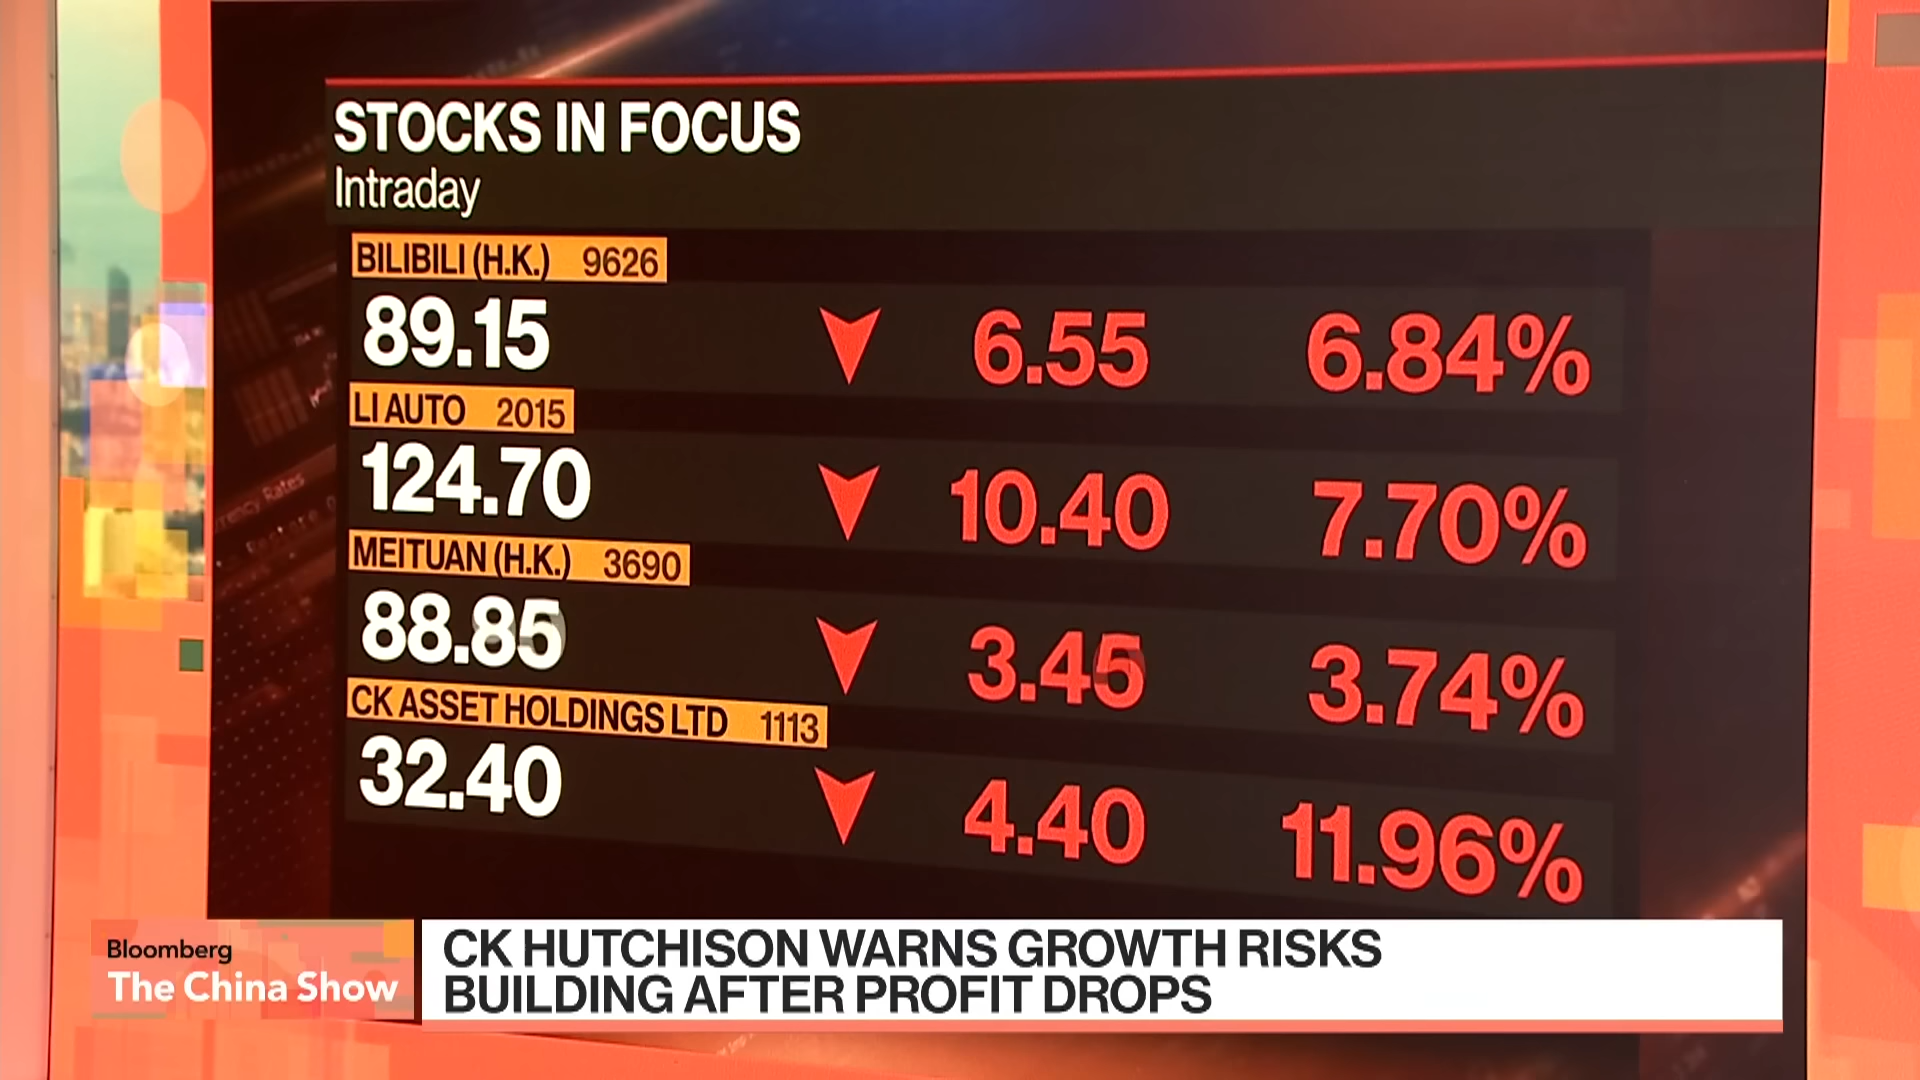 STOCKS IN FOCUS
Intraday
BILIBILI (H.K.) 9626
89.15 6.55 6.84%
LI AUTO 2015
124.70 10.40 7.70%
MEITUAN (H.K.) 3690
88.85 3.45 3.74%
CK ASSET HOLDINGS LTD 1113
32.40 4.40 11.96%
Rates
Bloomberg
The China Show
CK HUTCHISON WARNS GROWTH RISKS
BUILDING AFTER PROFIT DROPS